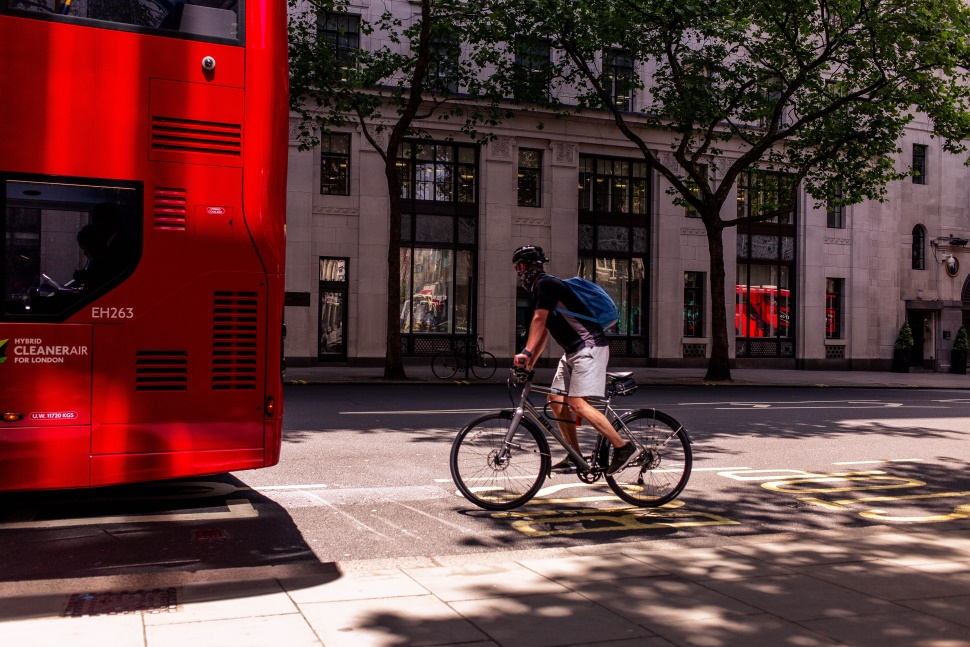 EH263
HYBRID
CLEANERAIR
FOR LONDON
U.W. 11730 KGS